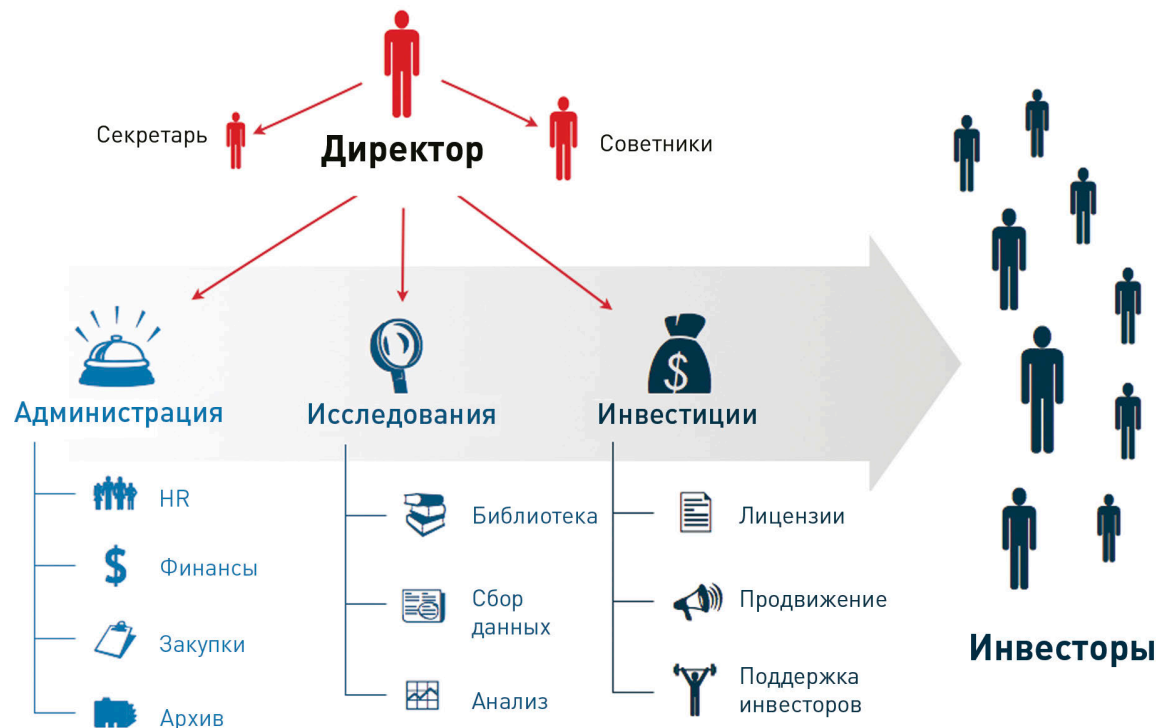 Секретарь
Директор
Советники
Администрация
Исследования
Инвестиции
HR
Финансы
Закупки
Архив
Библиотека
Сбор
данных
Анализ
Лицензии
Продвижение
Поддержка
инвесторов
Инвесторы
$
$